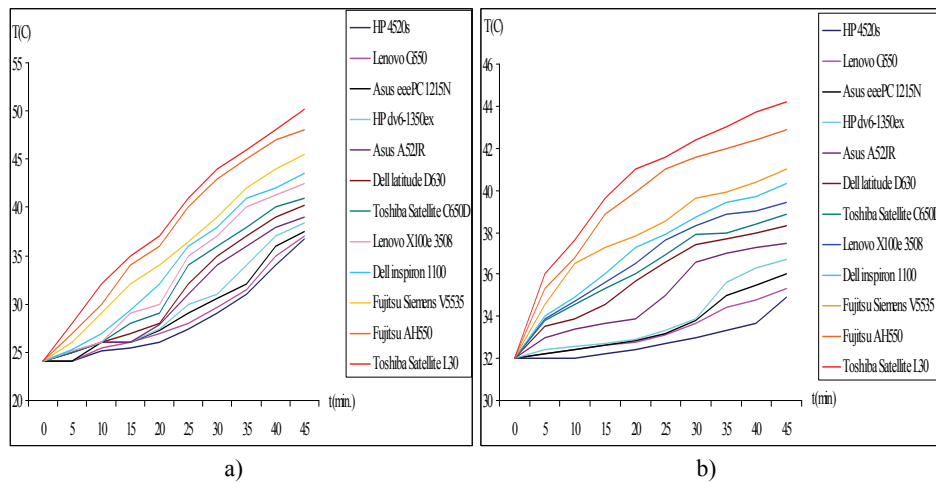 a)
T(C)
55
50
45
40
35
30
25
20
0 5 10 15 20 25 30 35 40 45
t(min.)
HP 4520s
Lenovo G550
Asus eeePC 1215N
HP dv6-1350ex
Asus A52JR
Dell latitude D630
Toshiba Satellite C650D
Lenovo X100e 3508
Dell inspiron 1100
Fujitsu Siemens V5535
Fujitsu AH550
Toshiba Satellite L30
a)
b)
T(C)
46
44
42
40
38
36
34
32
30
0 5 10 15 20 25 30 35 40 45
t(min.)
HP 4520s
Lenovo G550
Asus eeePC 1215N
HP dv6-1350ex
Asus A52JR
Dell latitude D630
Toshiba Satellite C650D
Lenovo X100e 3508
Dell inspiron 1100
Fujitsu Siemens V5535
Fujitsu AH550
Toshiba Satellite L30
b)